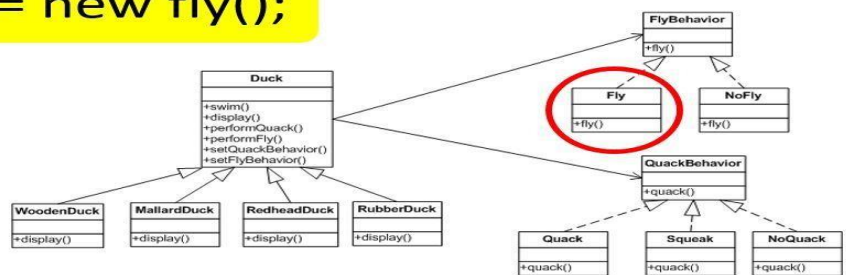 = new fly();
FlyBehavior
+fly()
Fly
+fly()
NoFly
+fly()
Duck
+swim()
+display()
+performQuack()
+performFly()
+setQuackBehavior()
+setFlyBehavior()
QuackBehavior
+quack()
WoodenDuck
+display()
MallardDuck
+display()
RedheadDuck
+display()
RubberDuck
+display()
Quack
+quack()
Squeak
+quack()
NoQuack
+quack()